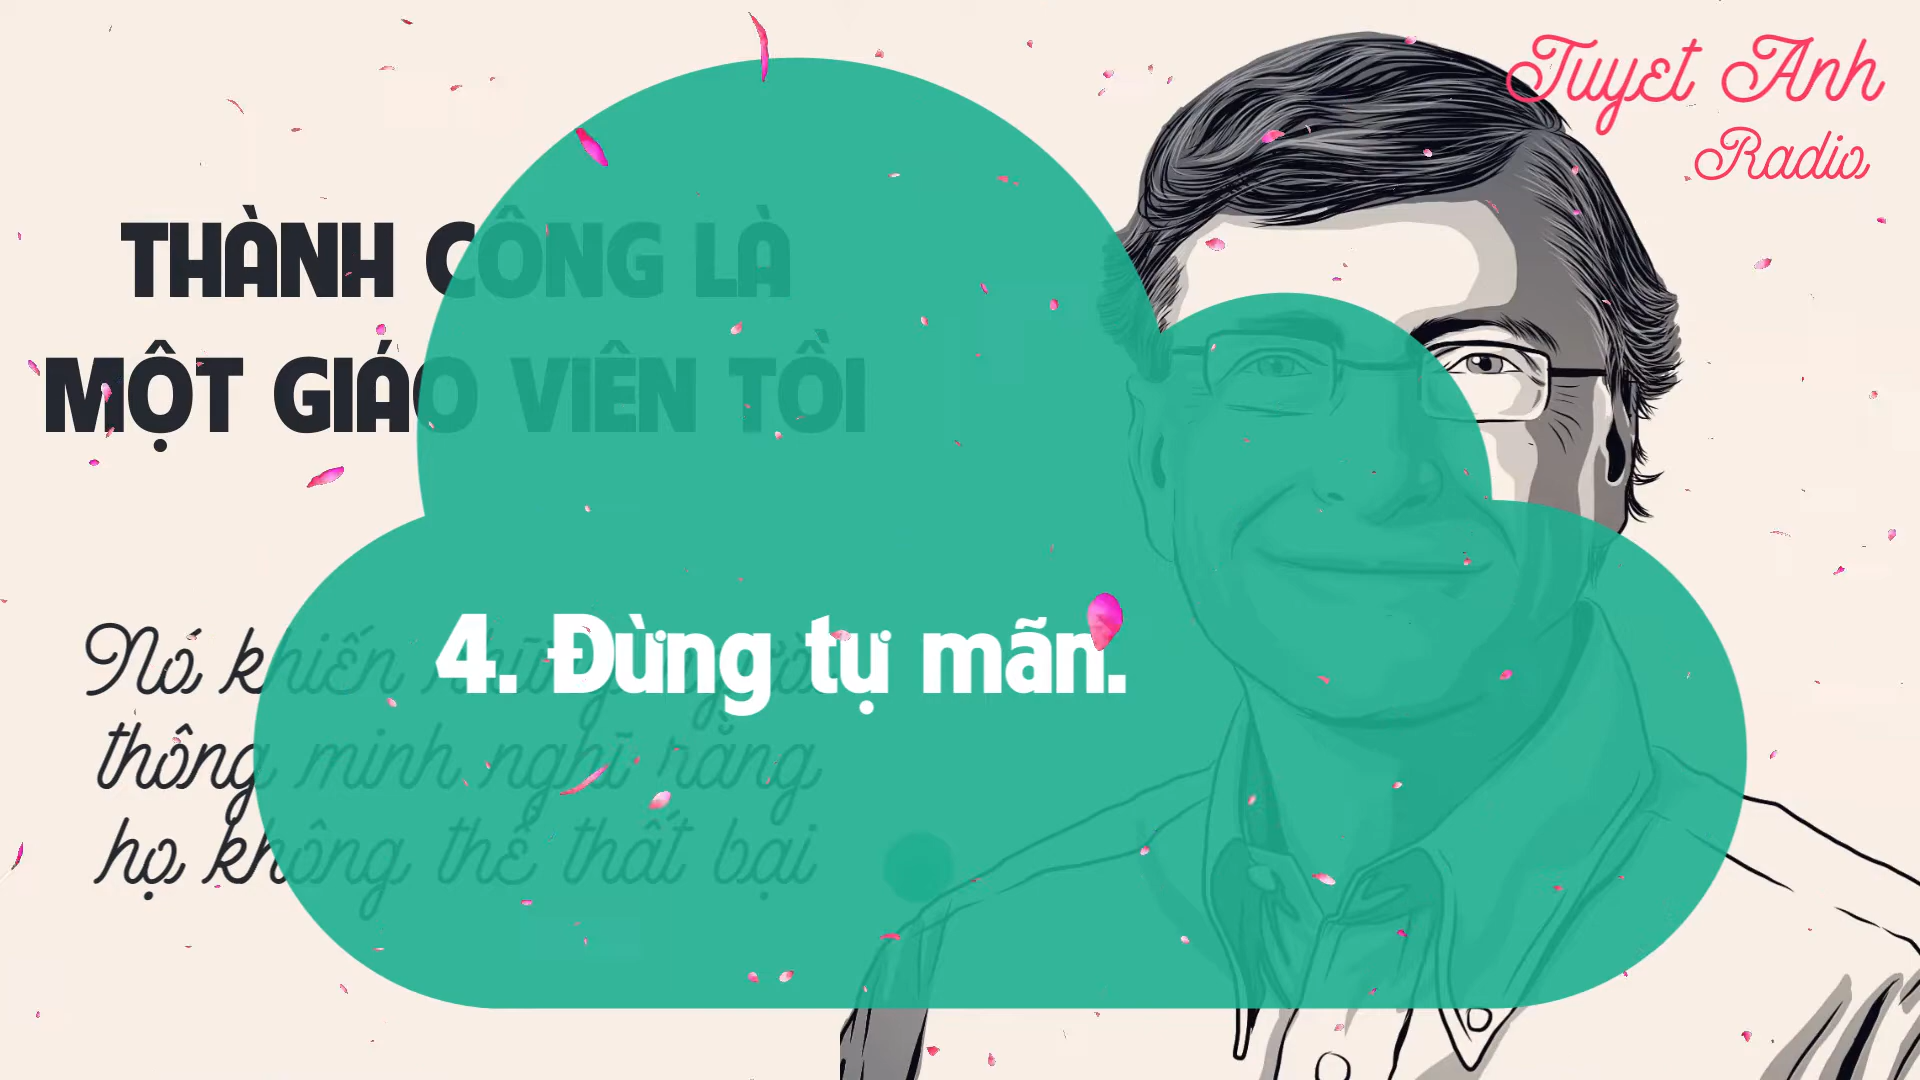 Tuyet Anh
Radio
THÀNH CÔNG LÀ
MỘT GIÁO VIÊN TỒI
4. Đừng tự mãn.
Nó khiến những người
thông minh nghĩ rằng
họ không thể thất bại